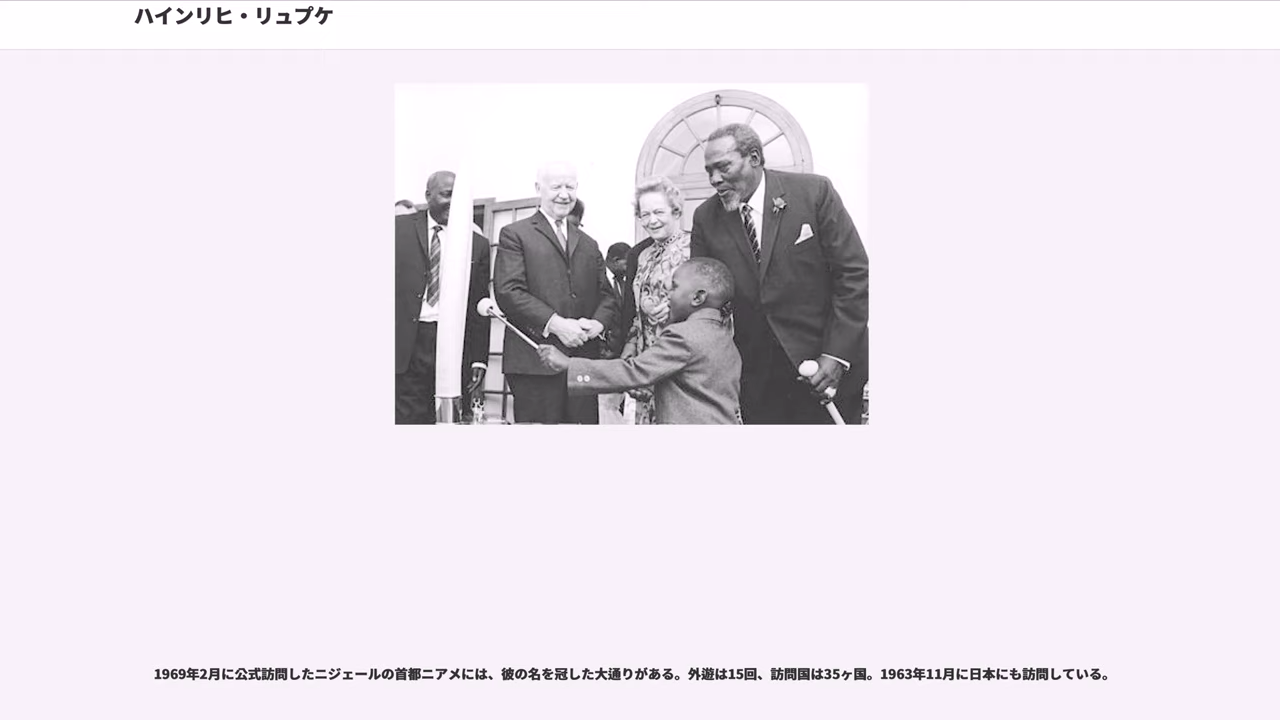 ハインリヒ・リュプケ
1969年2月に公式訪問したニジェールの首都ニアメには、彼の名を冠した大通りがある。外遊は15回、訪問国は35ヶ国。1963年11月に日本にも訪問している。